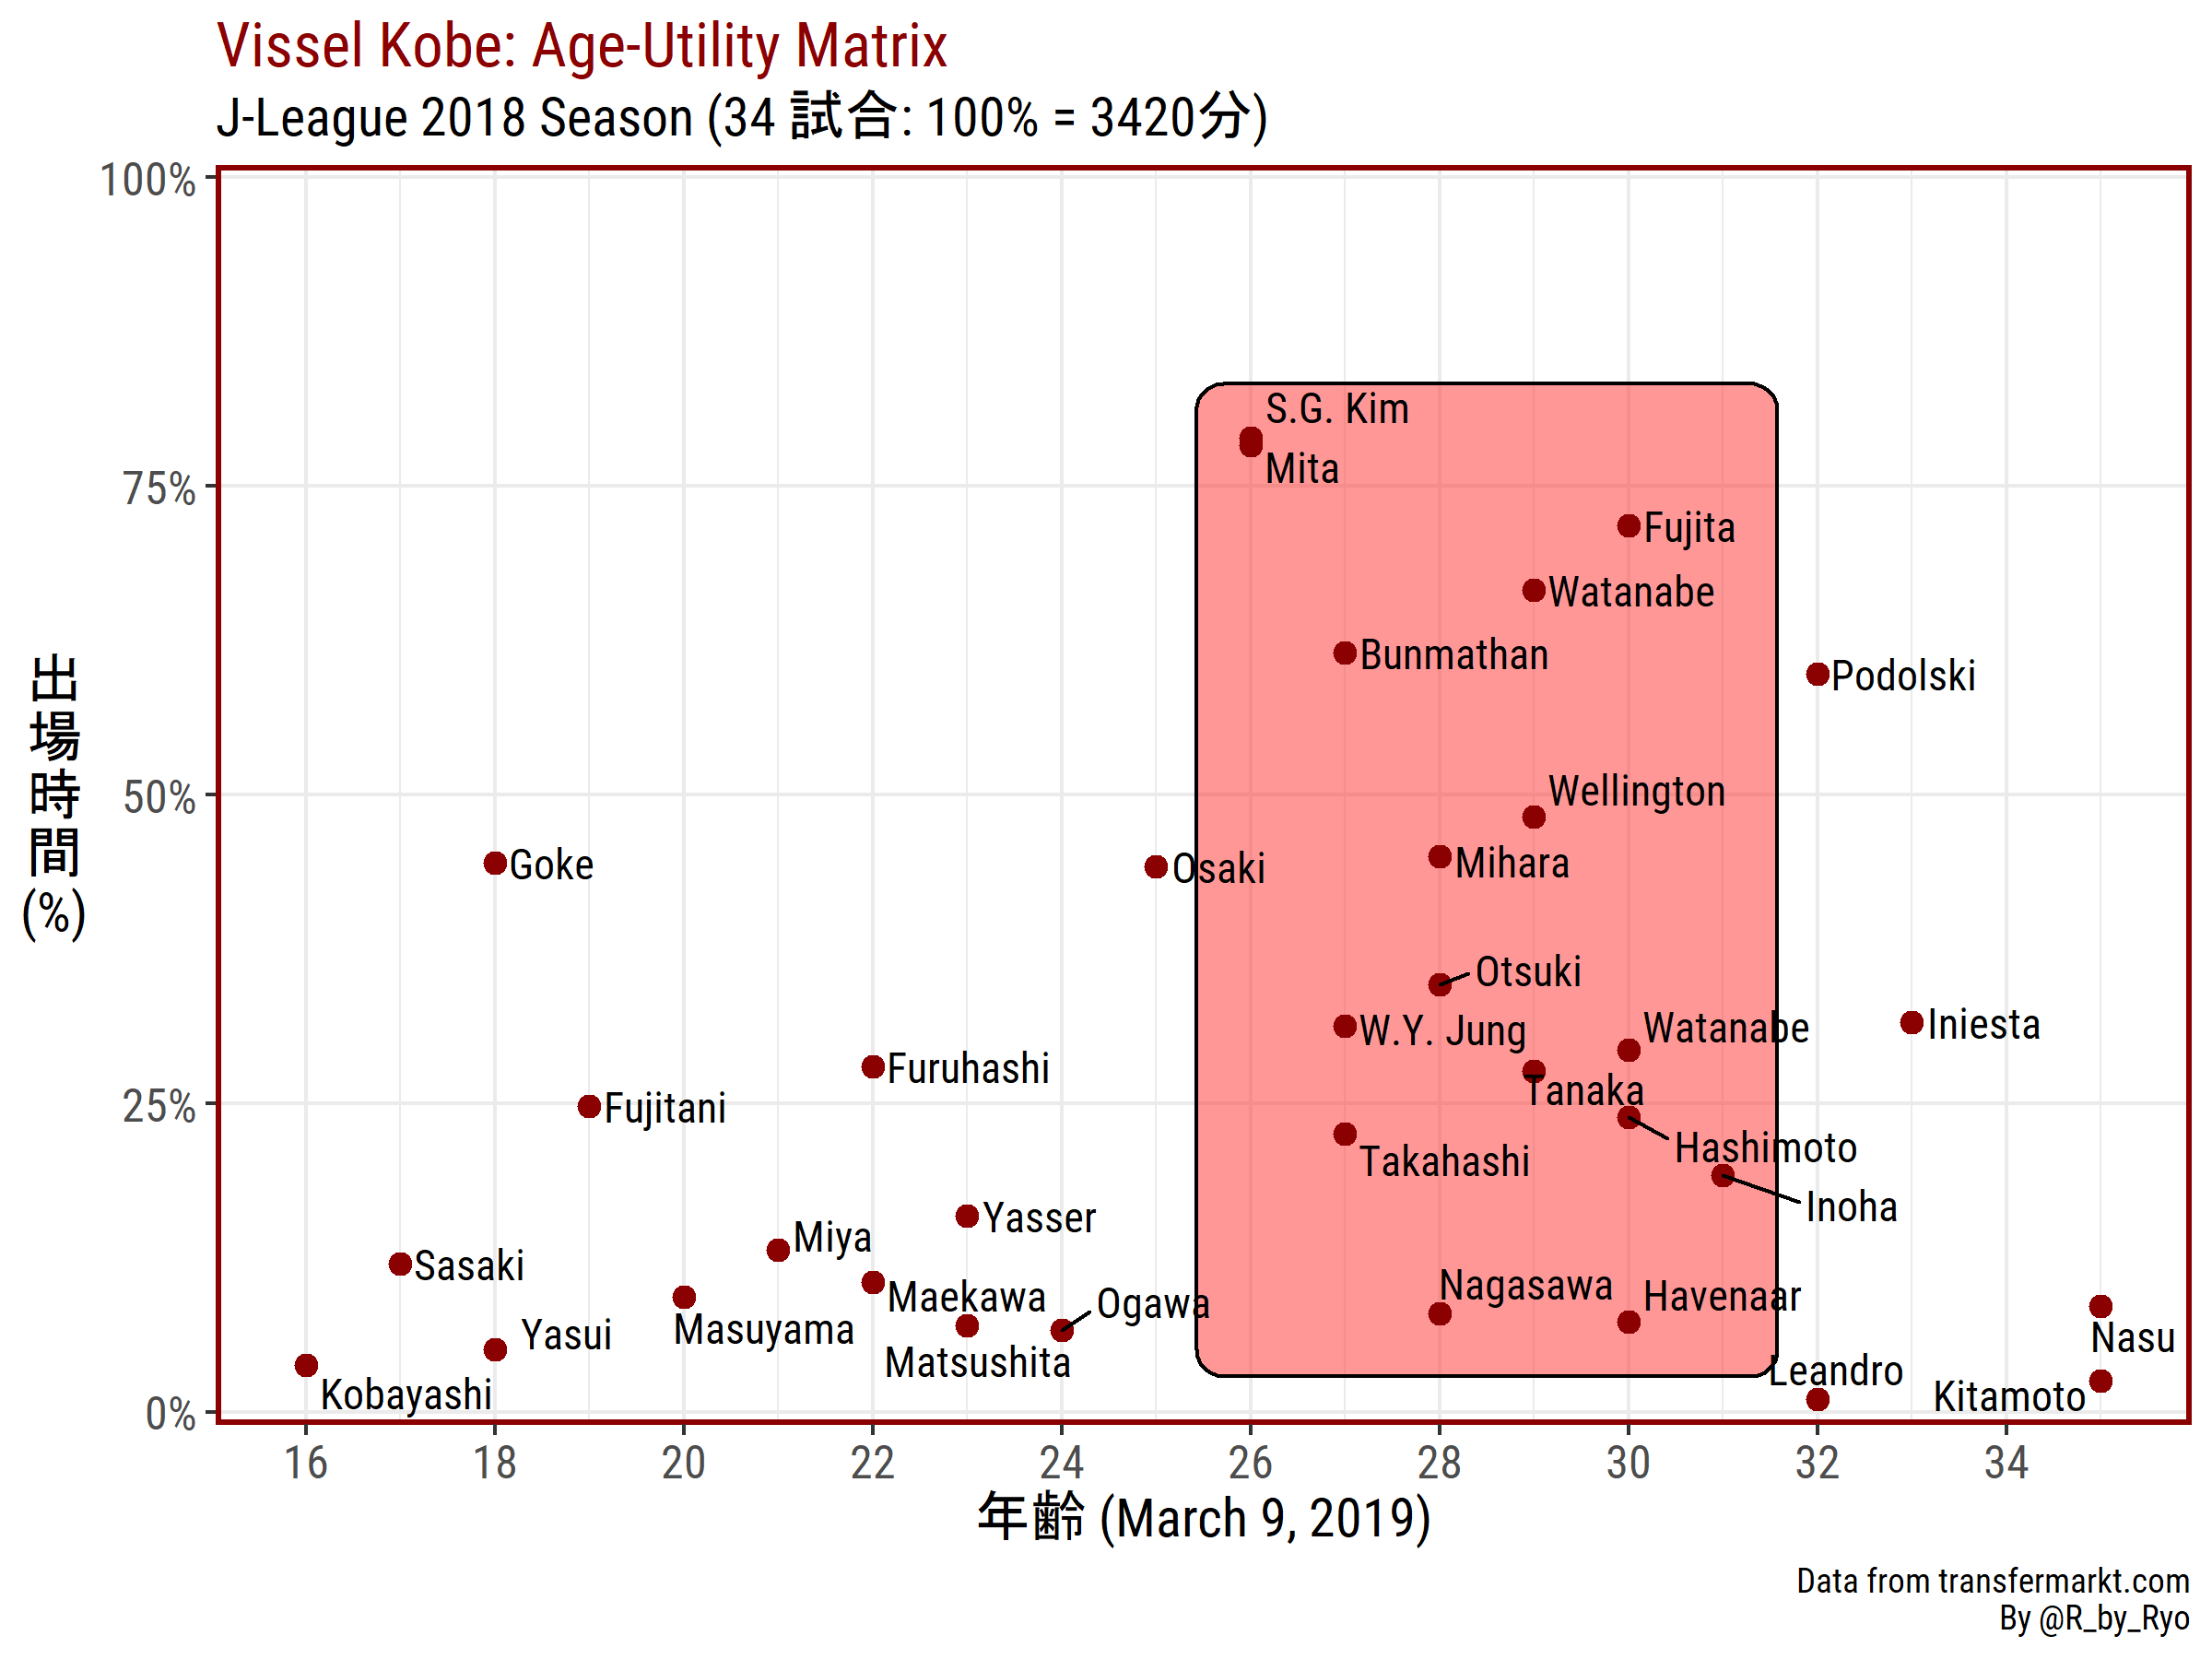 Vissel Kobe: Age-Utility Matrix
J-League 2018 Season (34 試合: 100% = 3420分)
100%
75%
50%
25%
0%
出場時間(%)
S.G. Kim
Mita
Fujita
Watanabe
Bunmathan
Podolski
Wellington
Goke
Osaki
Mihara
Otsuki
W.Y. Jung
Watanabe
Iniesta
Furuhashi
Tanaka
Fujitani
Hashimoto
Takahashi
Inoha
Yasser
Miya
Sasaki
Nagasawa
Havenaar
Maekawa
Ogawa
Masuyama
Yasui
Nasu
Matsushita
Leandro
Kobayashi
Kitamoto
16 18 20 22 24 26 28 30 32 34
年齢 (March 9, 2019)
Data from transfermarkt.com
By @R_by_Ryo